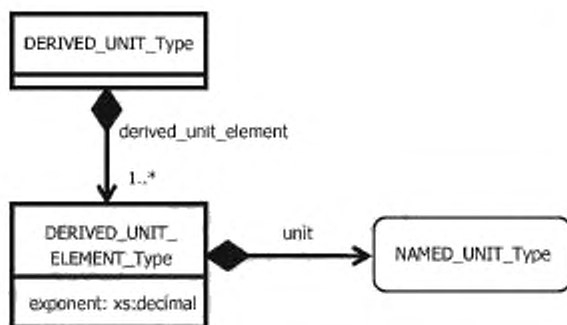 DERIVED_UNIT_Type
derived_unit_element
1..*
DERIVED_UNIT_
ELEMENT_Type
unit
NAMED_UNIT_Type
exponent: xs:decimal